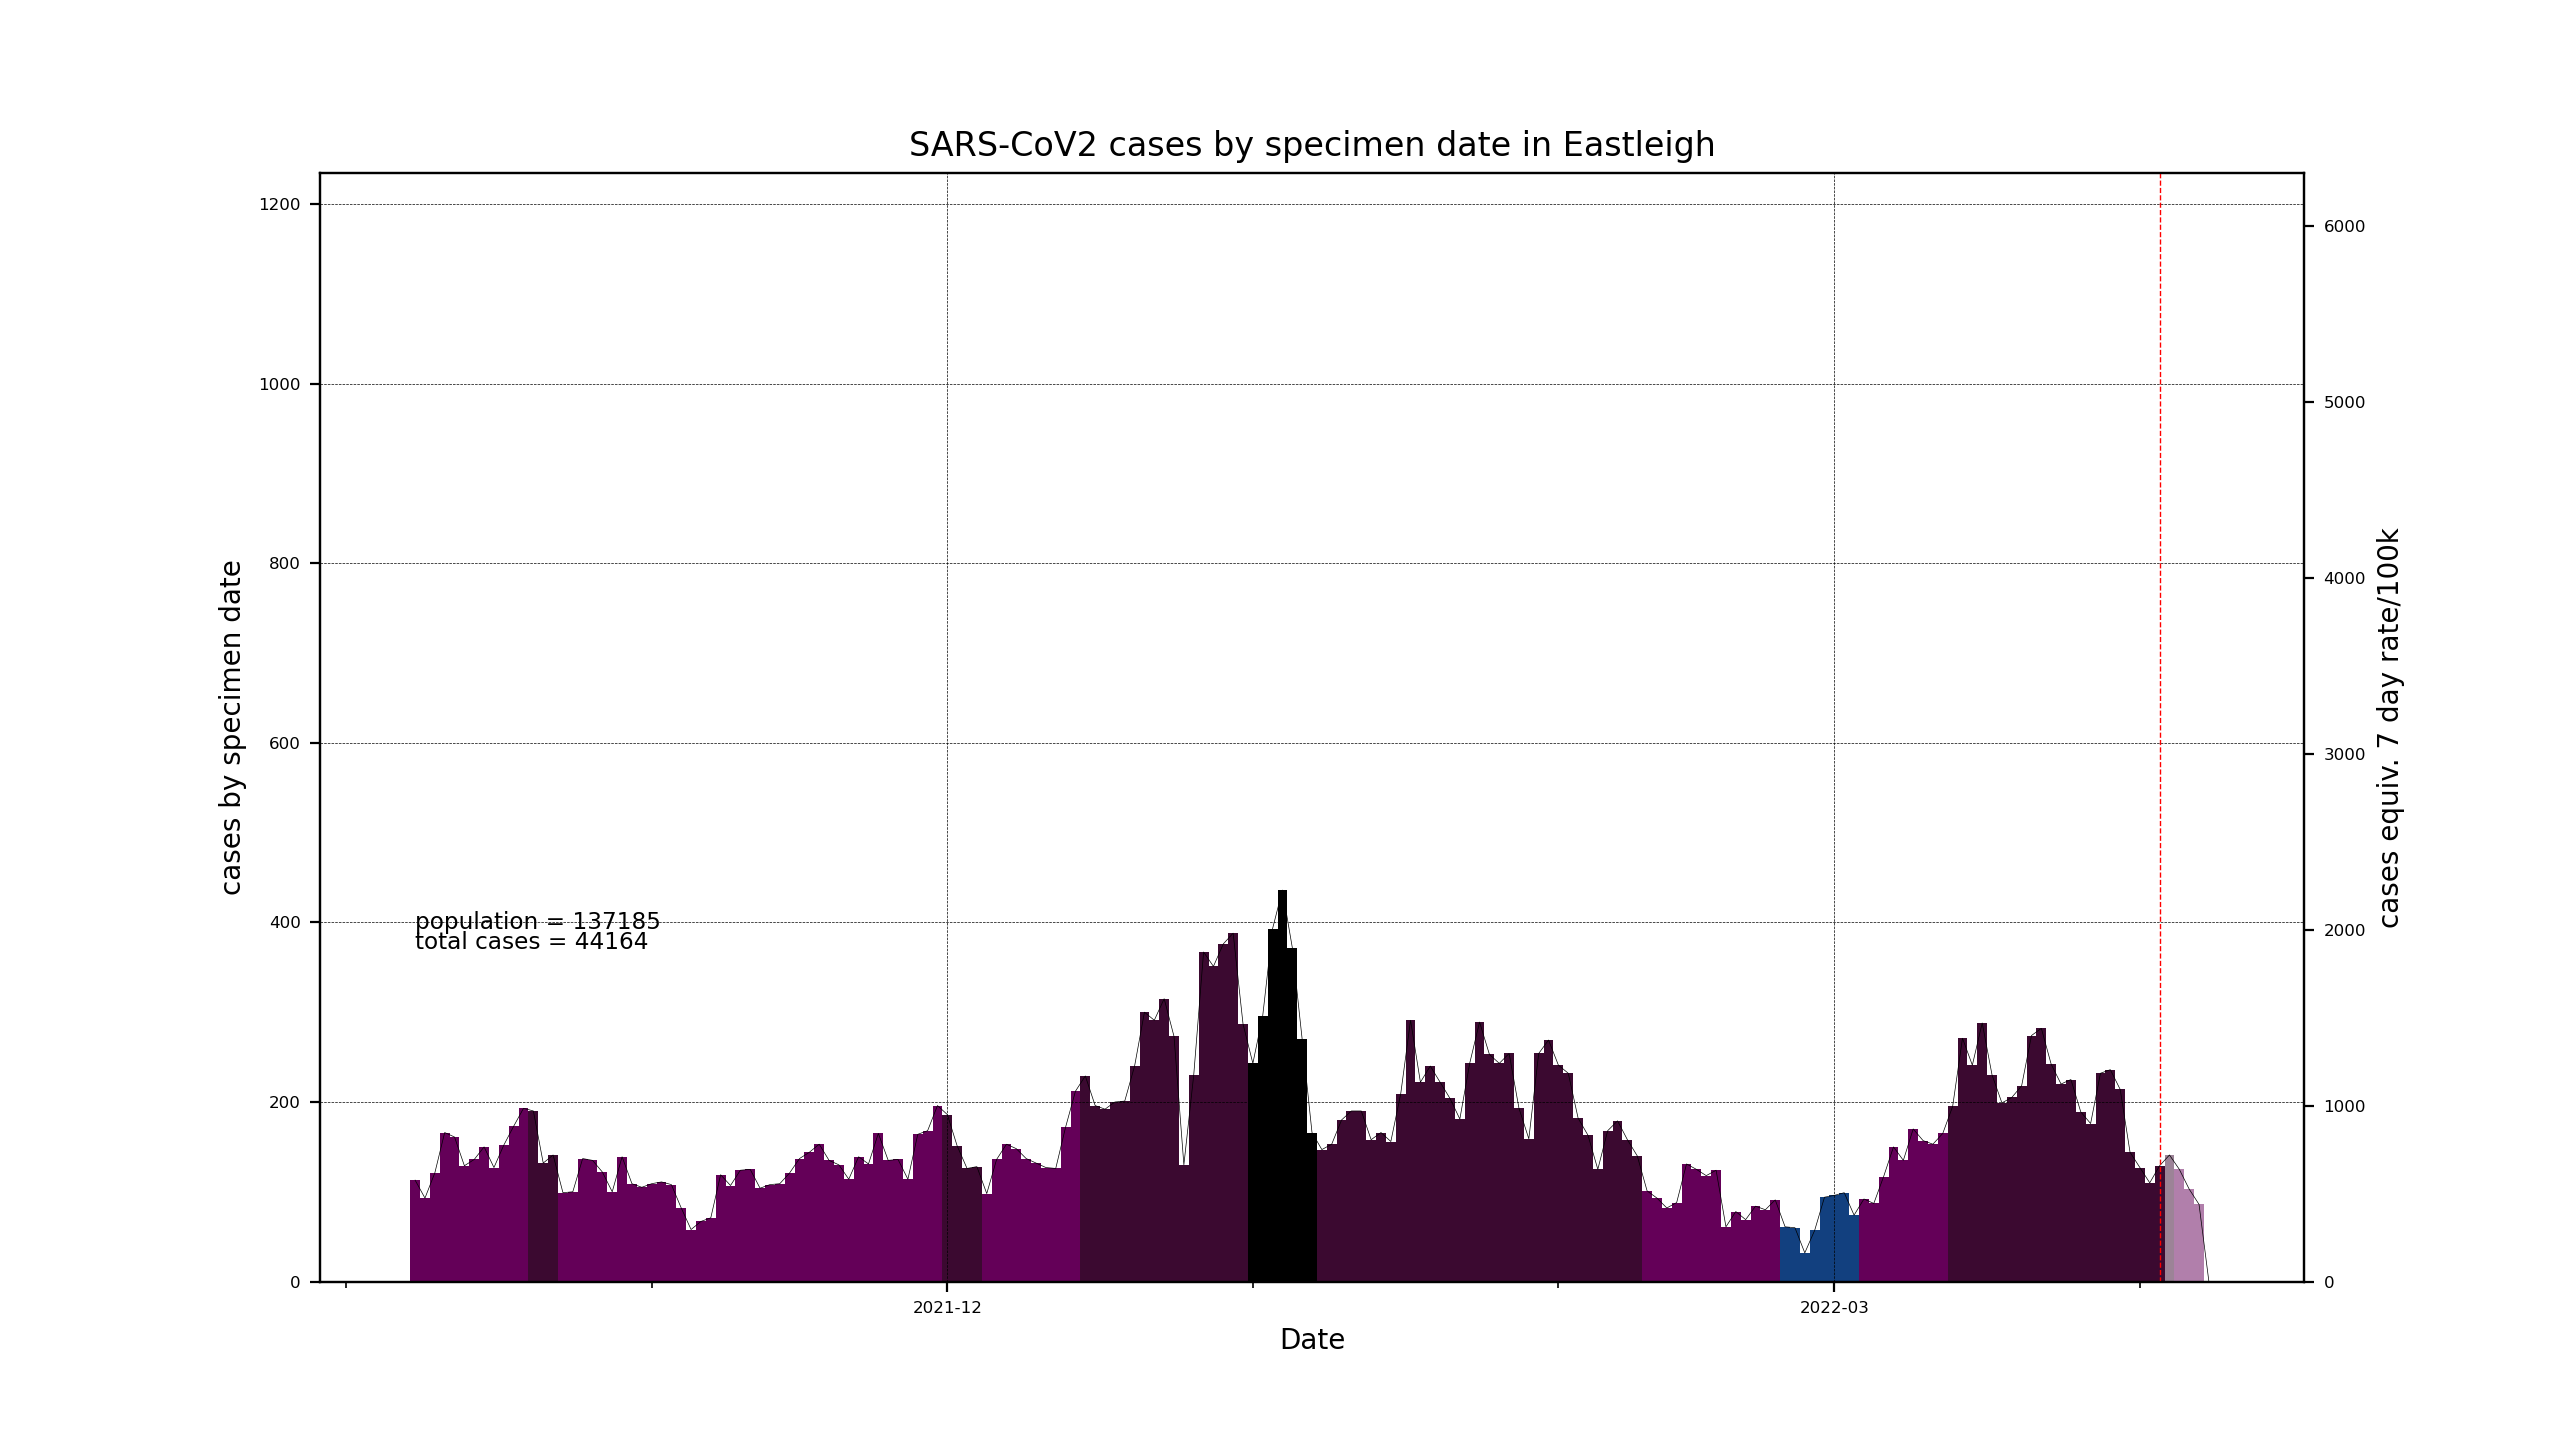 SARS-CoV2 cases by specimen date in Eastleigh
1200
1000
800
600
400
200
0
cases by specimen date
population = 137185
total cases = 44164
6000
5000
4000
3000
2000
1000
0
cases equiv. 7 day rate/100k
2021-12
2022-03
Date